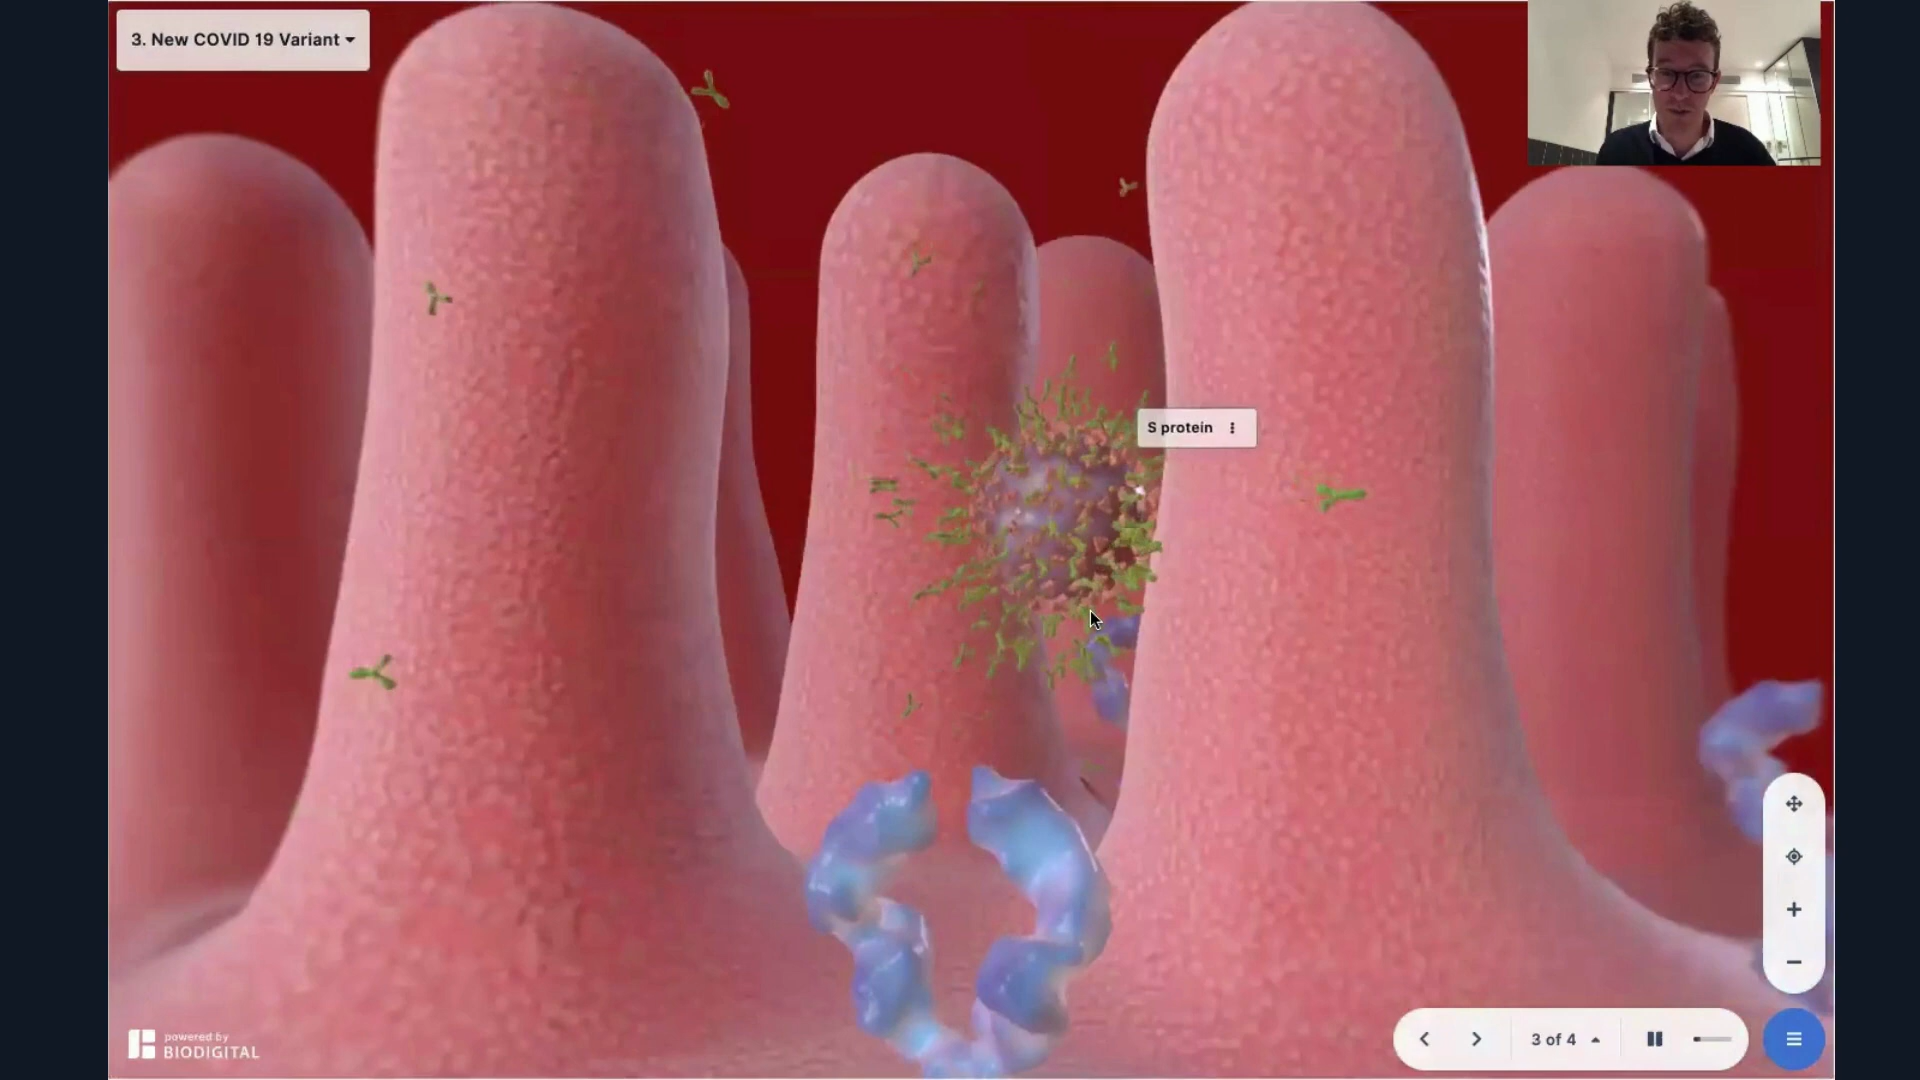 3. New COVID 19 Variant
S protein
powered by
BIODIGITAL
3 of 4